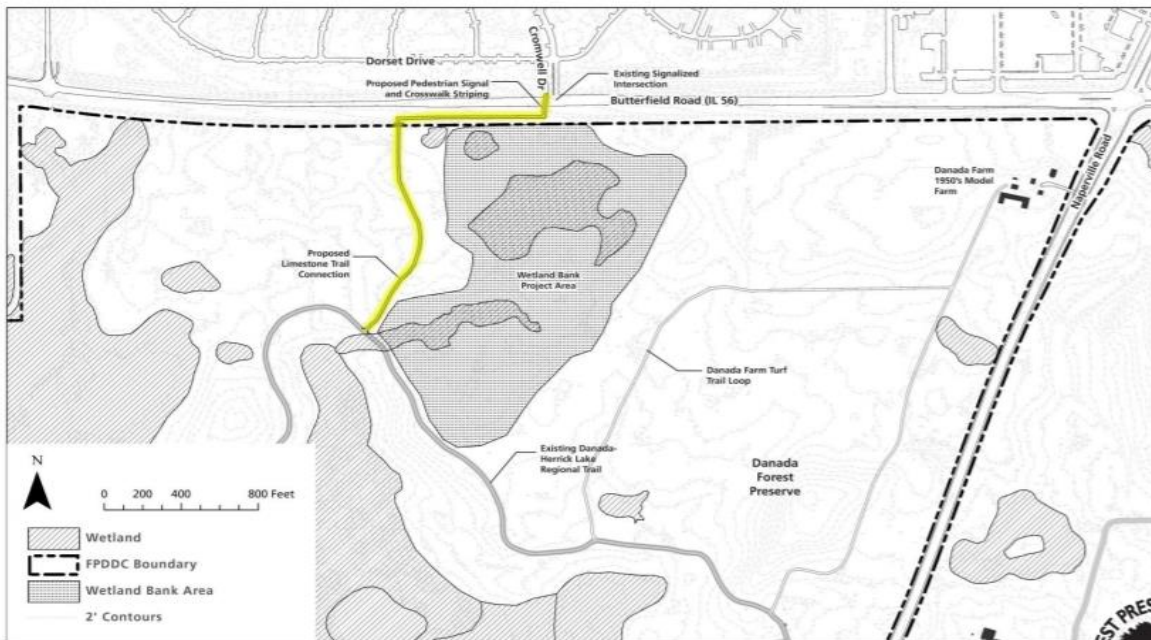 Cromwell Dr
Dorset Drive
Proposed Pedestrian Signal
and Crosswalk Striping
Existing Signalized
Intersection
Butterfield Road (IL 56)
Danada Farm
1950's Model
Farm
Naperville Road
Proposed
Limestone Trail
Connection
Wetland Bank
Project Area
Danada Farm Turf
Trail Loop
Existing Danada-
Herrick Lake
Regional Trail
Danada
Forest
Preserve
N
0 200 400 800 Feet
Wetland
FPDDC Boundary
Wetland Bank Area
2' Contours
EST PRES